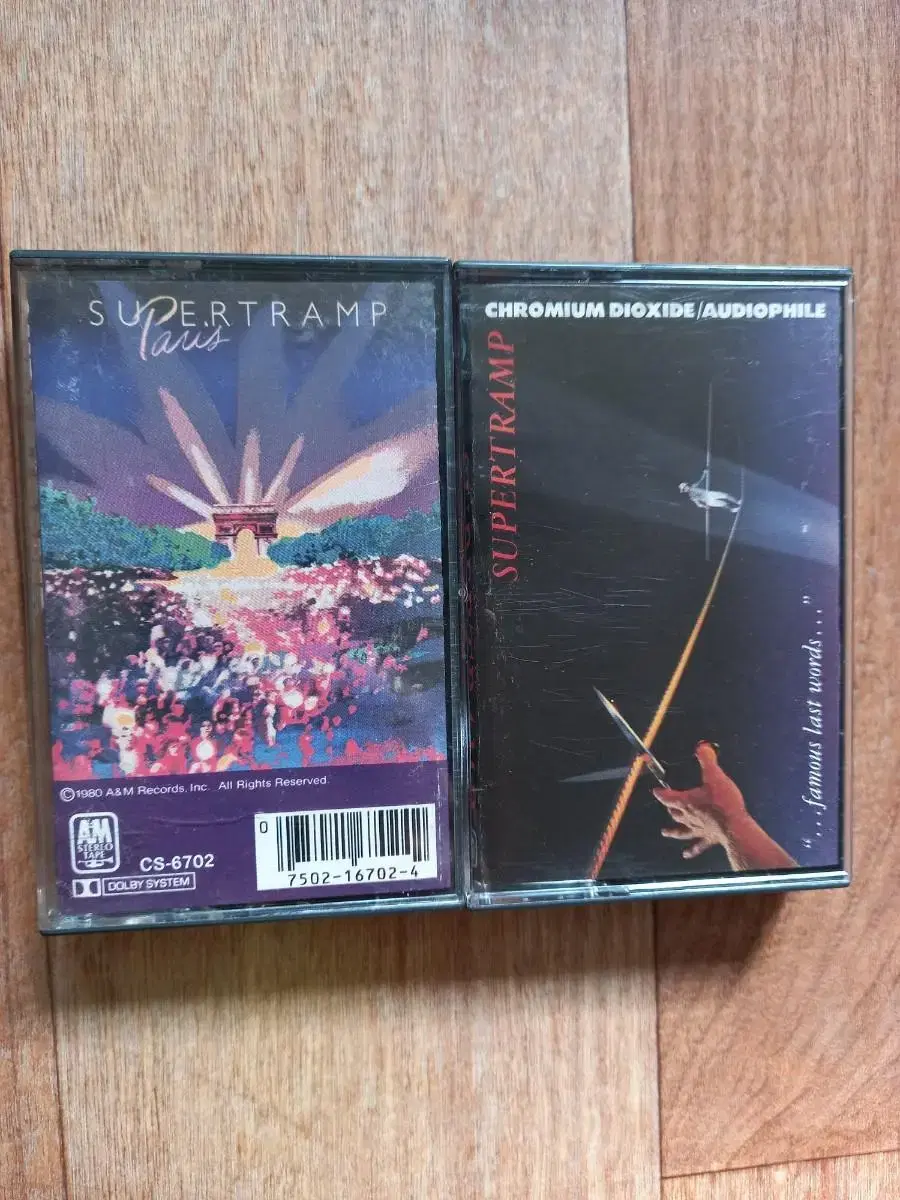 SUPERTRAMP
Paris
©1980 A&M Records, Inc. All Rights Reserved.
A&M
STEREO
TAPE
CS-6702
DOLBY SYSTEM
0
7502-16702-4
CHROMIUM DIOXIDE/AUDIOPHILE
SUPERTRAMP
"...famous last words..."